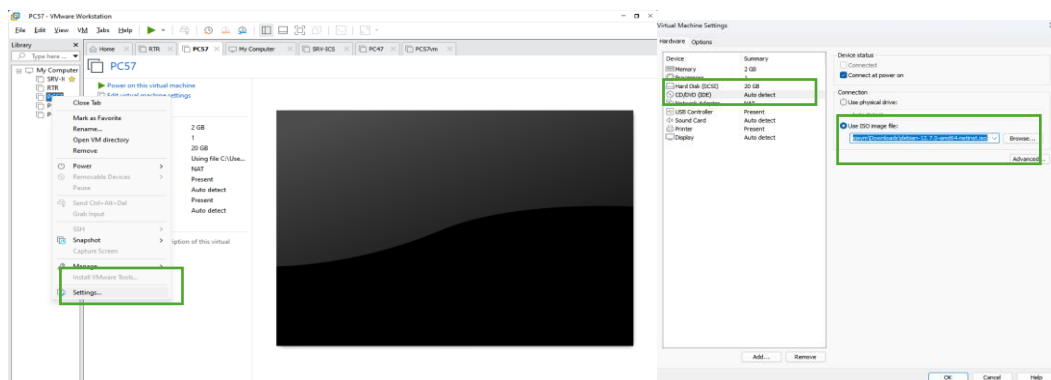 PC57 - VMware Workstation
File Edit View VM Tabs Help
Library
Type here ...
Home
RTR
PC57
My Computer
SRV-ICS
PC47
PC57vm
My Computer
RTR
PC57
Power on this virtual machine
Edit virtual machine settings
Close Tab
Mark as Favorite
Rename...
Open VM directory
Remove
Power
Removable Devices
Pause
Send Ctrl+Alt+Del
Grab Input
SSH
Snapshot
Capture Screen
Manage
Install VMware Tools...
Settings...
2 GB
1
20 GB
Using file C:\Use...
NAT
Present
Auto detect
Present
Auto detect
iption of this virtual
Virtual Machine Settings
Hardware Options
Device Summary
Memory 2 GB
Processors 1
Hard Disk (SCSI) 20 GB
CD/DVD (IDE) Auto detect
Network Adapter NAT
USB Controller Present
Sound Card Auto detect
Printer Present
Display Auto detect
Add... Remove
Device status
Connected
Connect at power on
Connection
Use physical drive:
Use ISO image file:
Browse...
Advanced...
OK Cancel Help